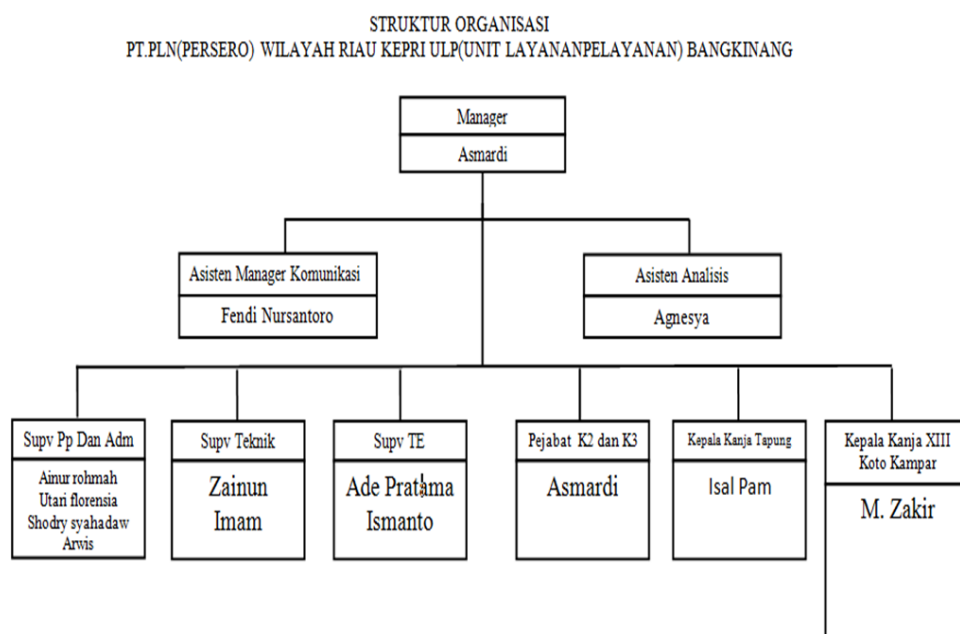 STRUKTUR ORGANISASI
PT.PLN(PERSERO) WILAYAH RIAU KEPRI ULP(UNIT LAYANANPELAYANAN) BANGKINANG
Manager
Asmardi
Asisten Manager Komunikasi
Fendi Nursantoro
Asisten Analisis
Agnesya
Supv Pp Dan Adm
Ainur rohmah
Utari florensia
Shodry syahadaw
Arwis
Supv Teknik
Zainun
Imam
Supv TE
Ade Pratama
Ismanto
Pejabat K2 dan K3
Asmardi
Kepala Kanja Tapung
Isal Pam
Kepala Kanja XIII
Koto Kampar
M. Zakir